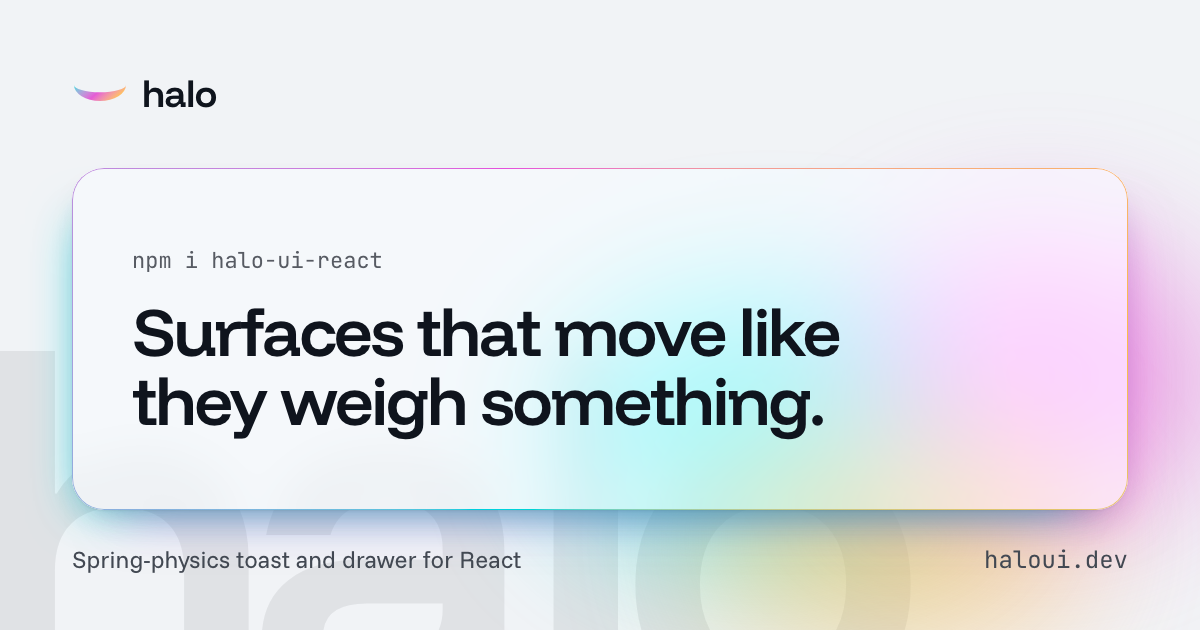 halo
npm i halo-ui-react
Surfaces that move like
they weigh something.
Spring-physics toast and drawer for React
haloui.dev
halo